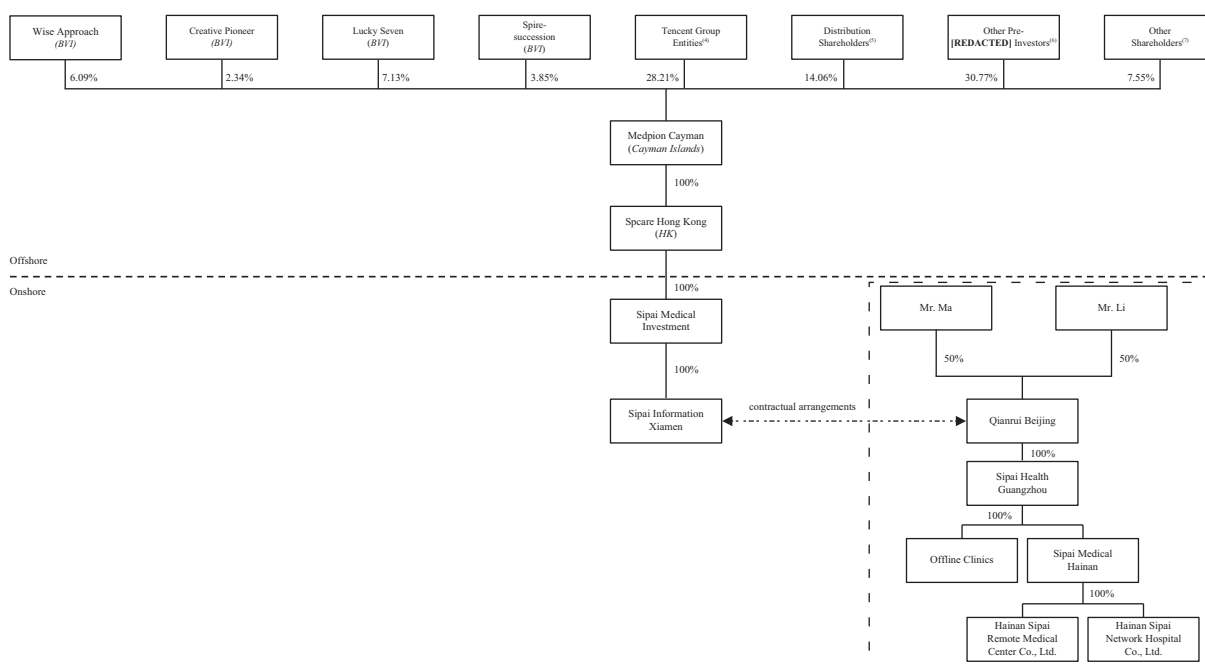 Wise Approach
(BVI)
Creative Pioneer
(BVI)
Lucky Seven
(BVI)
Spire-
succession
(BVI)
Tencent Group
Entities(4)
Distribution
Shareholders(5)
Other Pre-
[REDACTED] Investors(6)
Other
Shareholders(7)
6.09%
2.34%
7.13%
3.85%
28.21%
14.06%
30.77%
7.55%
Medpion Cayman
(Cayman Islands)
100%
Spcare Hong Kong
(HK)
Offshore
Onshore
100%
Sipai Medical
Investment
Mr. Ma
Mr. Li
100%
50%
50%
Sipai Information
Xiamen
contractual arrangements
Qianrui Beijing
100%
Sipai Health
Guangzhou
100%
Offline Clinics
Sipai Medical
Hainan
100%
Hainan Sipai
Remote Medical
Center Co., Ltd.
Hainan Sipai
Network Hospital
Co., Ltd.